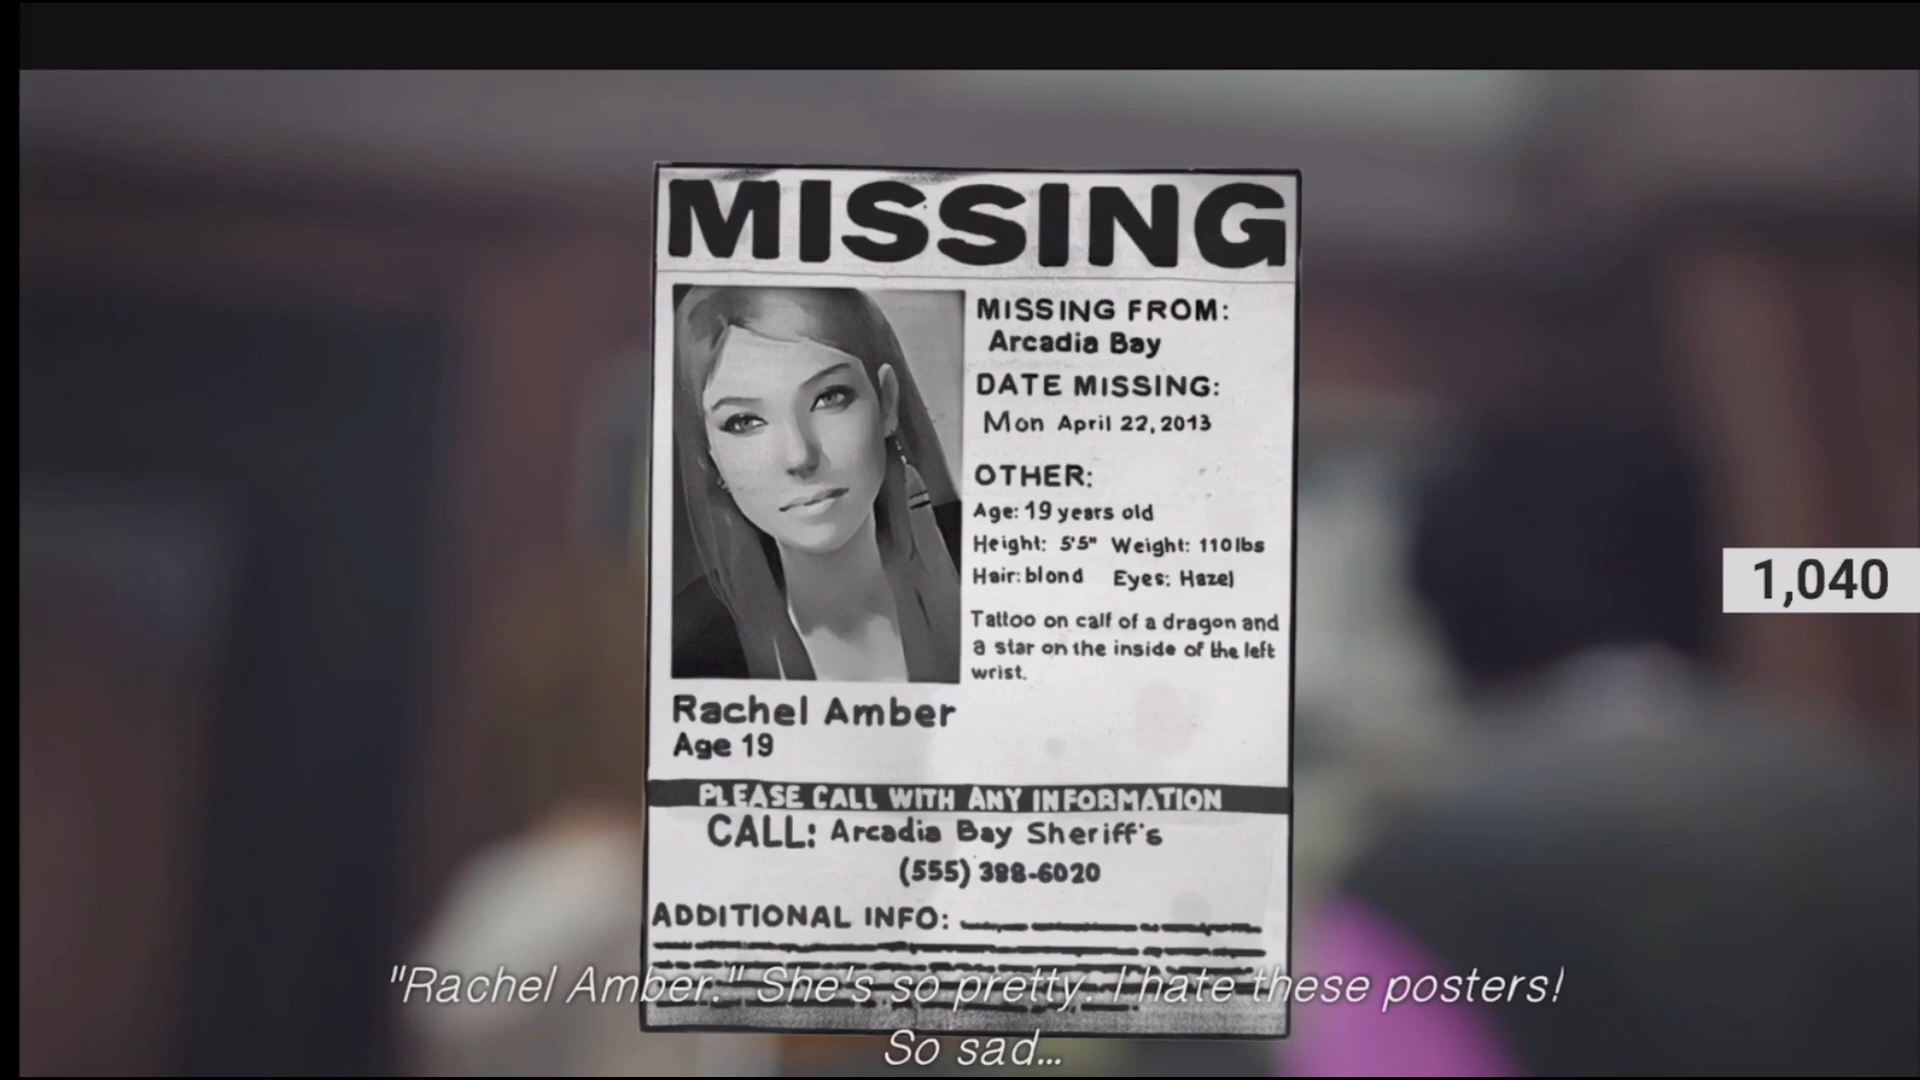 MISSING
MISSING FROM:
Arcadia Bay
DATE MISSING:
Mon April 22, 2013
OTHER:
Age: 19 years old
Height: 5'5" Weight: 110 lbs
Hair: blond Eyes: Hazel
Tattoo on calf of a dragon and
a star on the inside of the left
wrist.
Rachel Amber
Age 19
PLEASE CALL WITH ANY INFORMATION
CALL: Arcadia Bay Sheriff's
(555) 398-6020
ADDITIONAL INFO:
"Rachel Amber." She's so pretty. I hate these posters!
So sad...
1,040